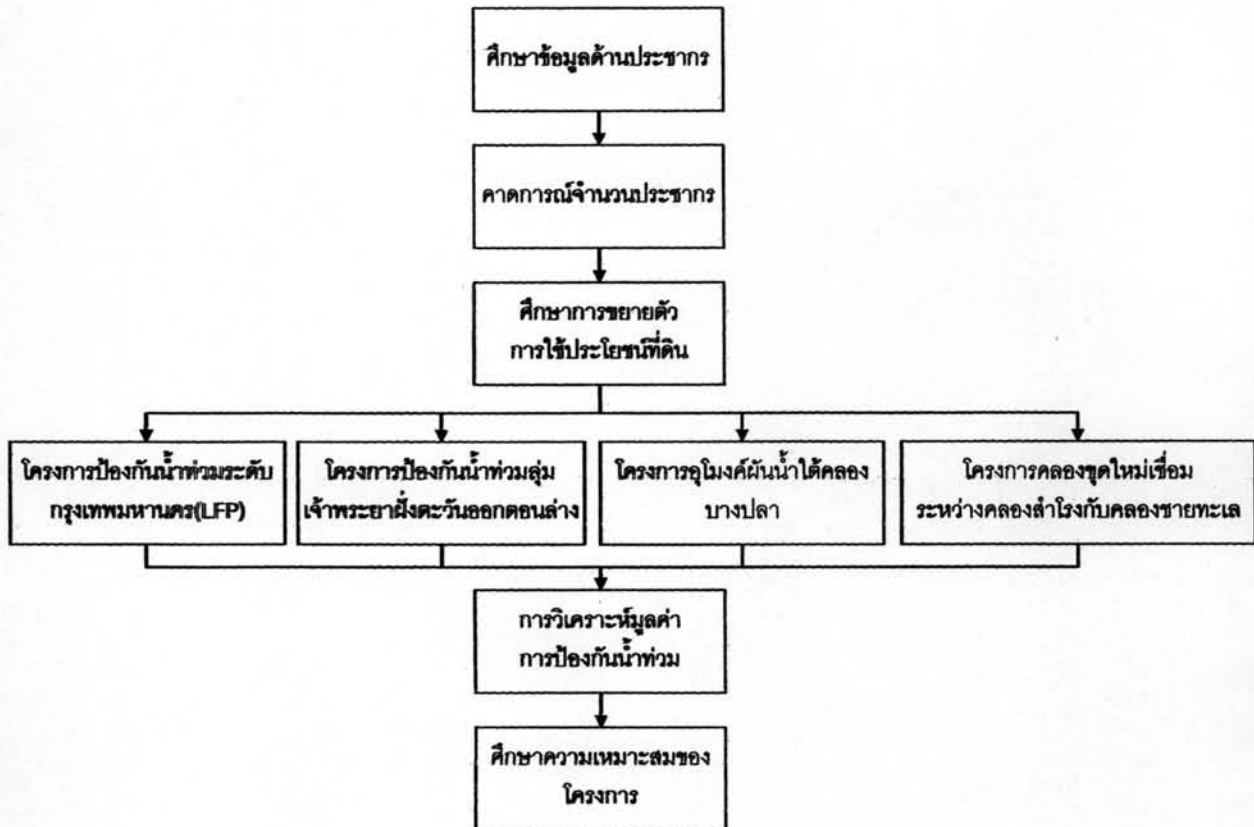 ศึกษาข้อมูลด้านประชากร
คาดการณ์จำนวนประชากร
ศึกษาการขยายตัว
การใช้ประโยชน์ที่ดิน
โครงการป้องกันน้ำท่วมระดับ
กรุงเทพมหานคร(LFP)
โครงการป้องกันน้ำท่วมลุ่ม
เจ้าพระยาฝั่งตะวันออกตอนล่าง
โครงการอุโมงค์ผันน้ำใต้คลอง
บางปลา
โครงการคลองขุดใหม่เชื่อม
ระหว่างคลองสำโรงกับคลองชายทะเล
การวิเคราะห์มูลค่า
การป้องกันน้ำท่วม
ศึกษาความเหมาะสมของ
โครงการ